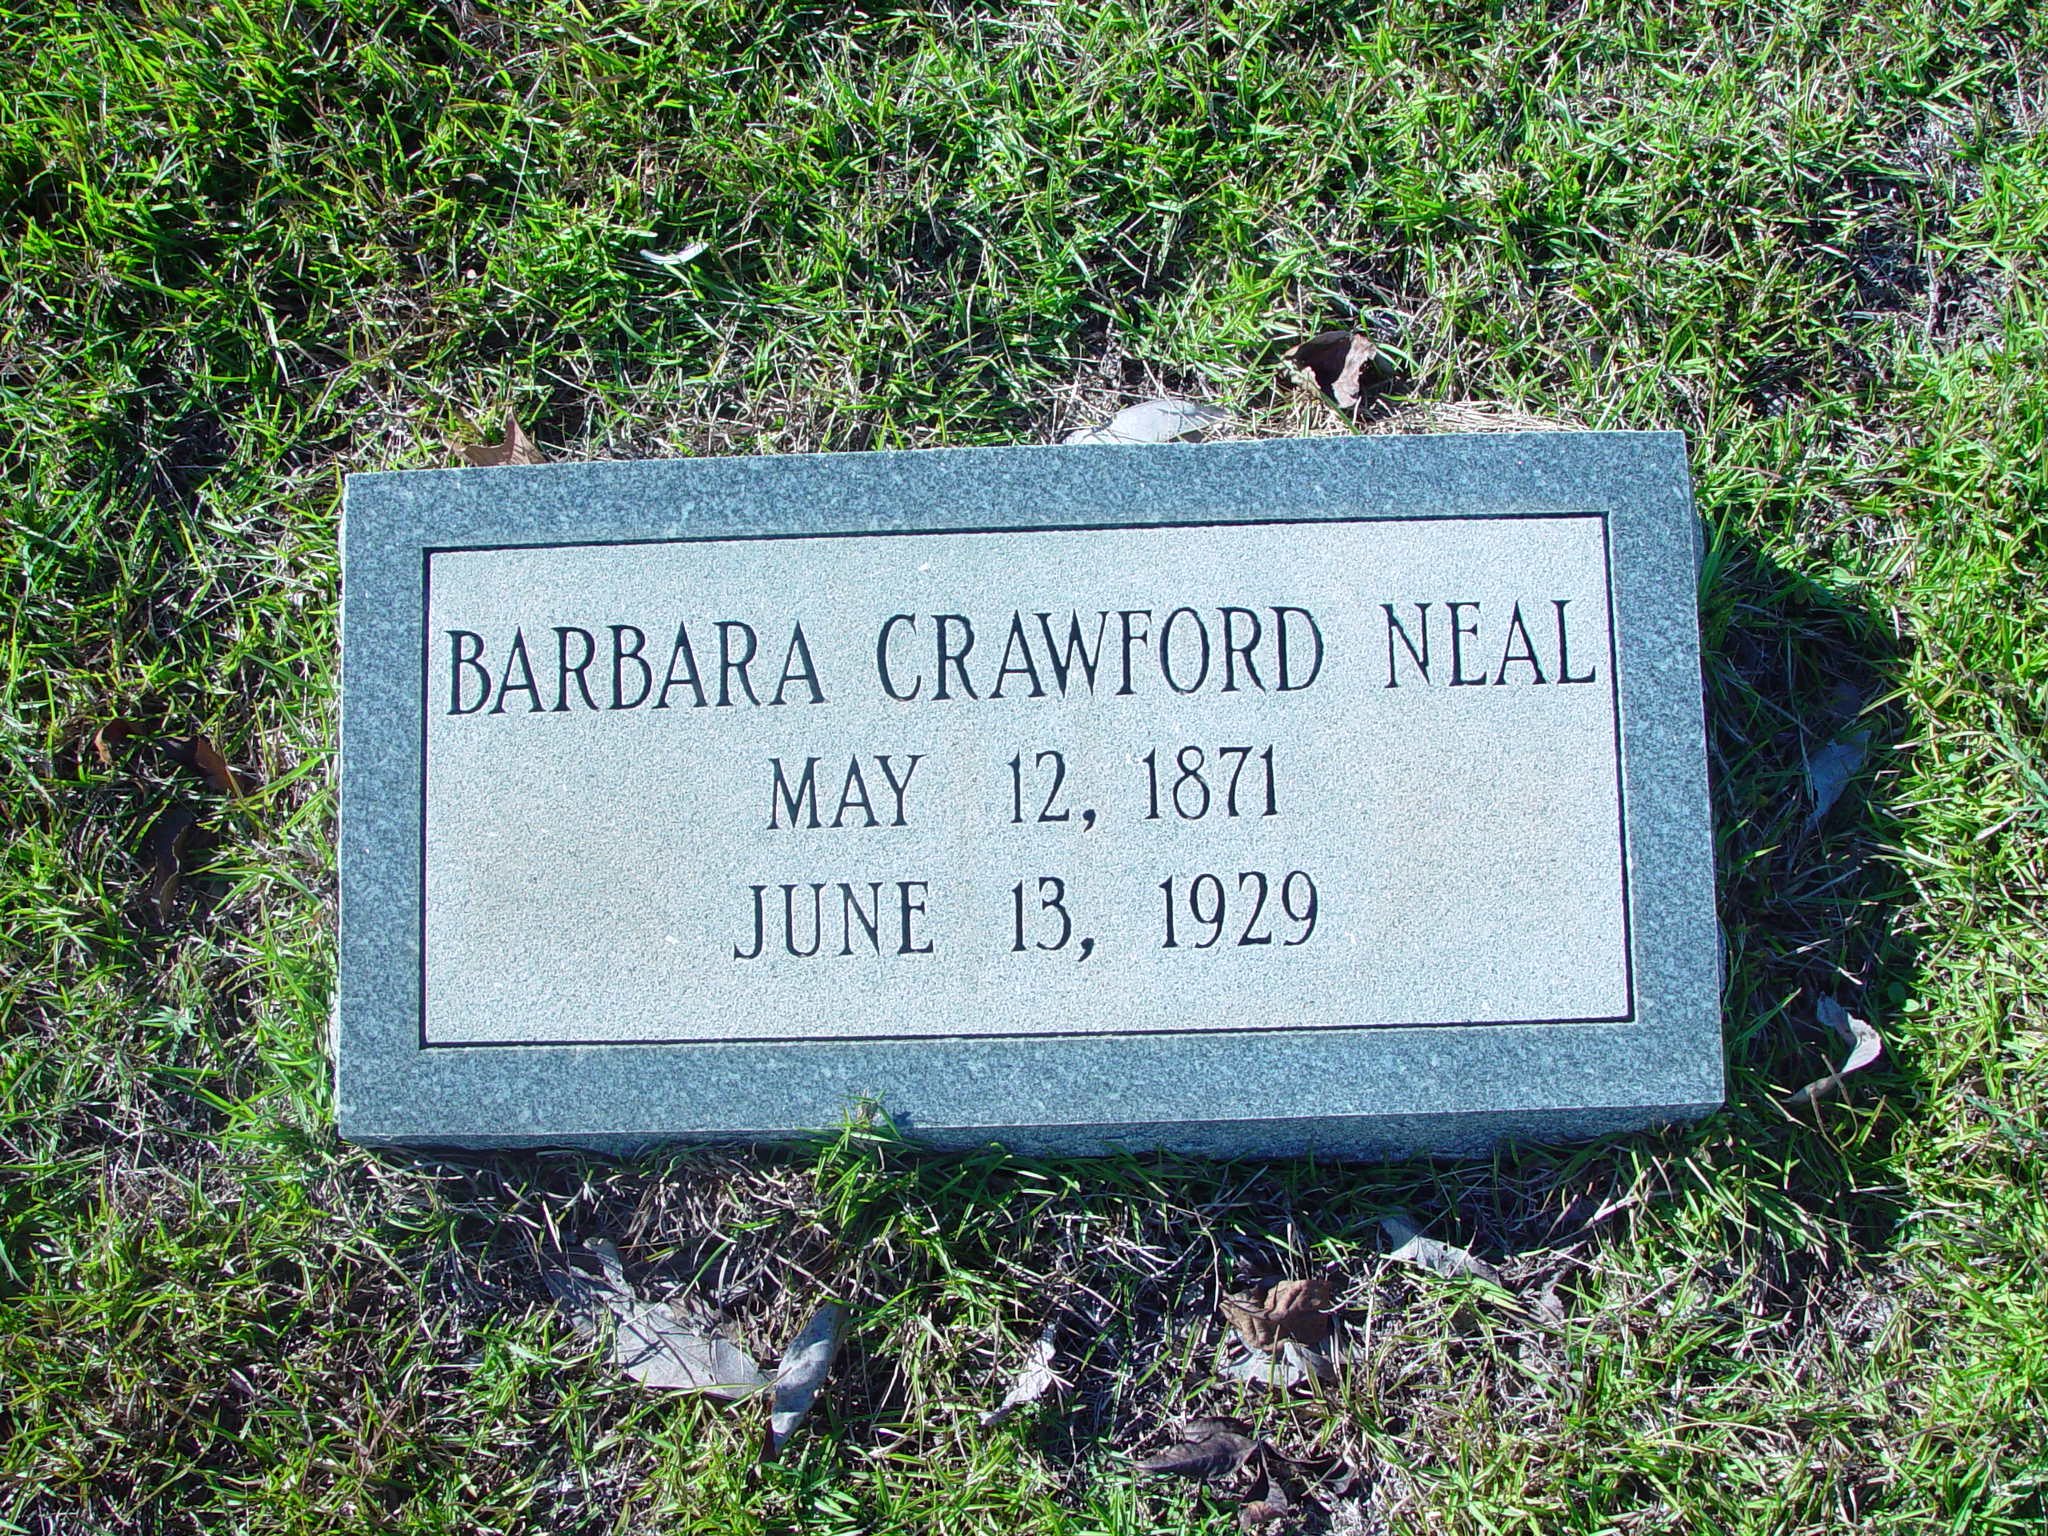 BARBARA CRAWFORD NEAL
MAY 12, 1871
JUNE 13, 1929